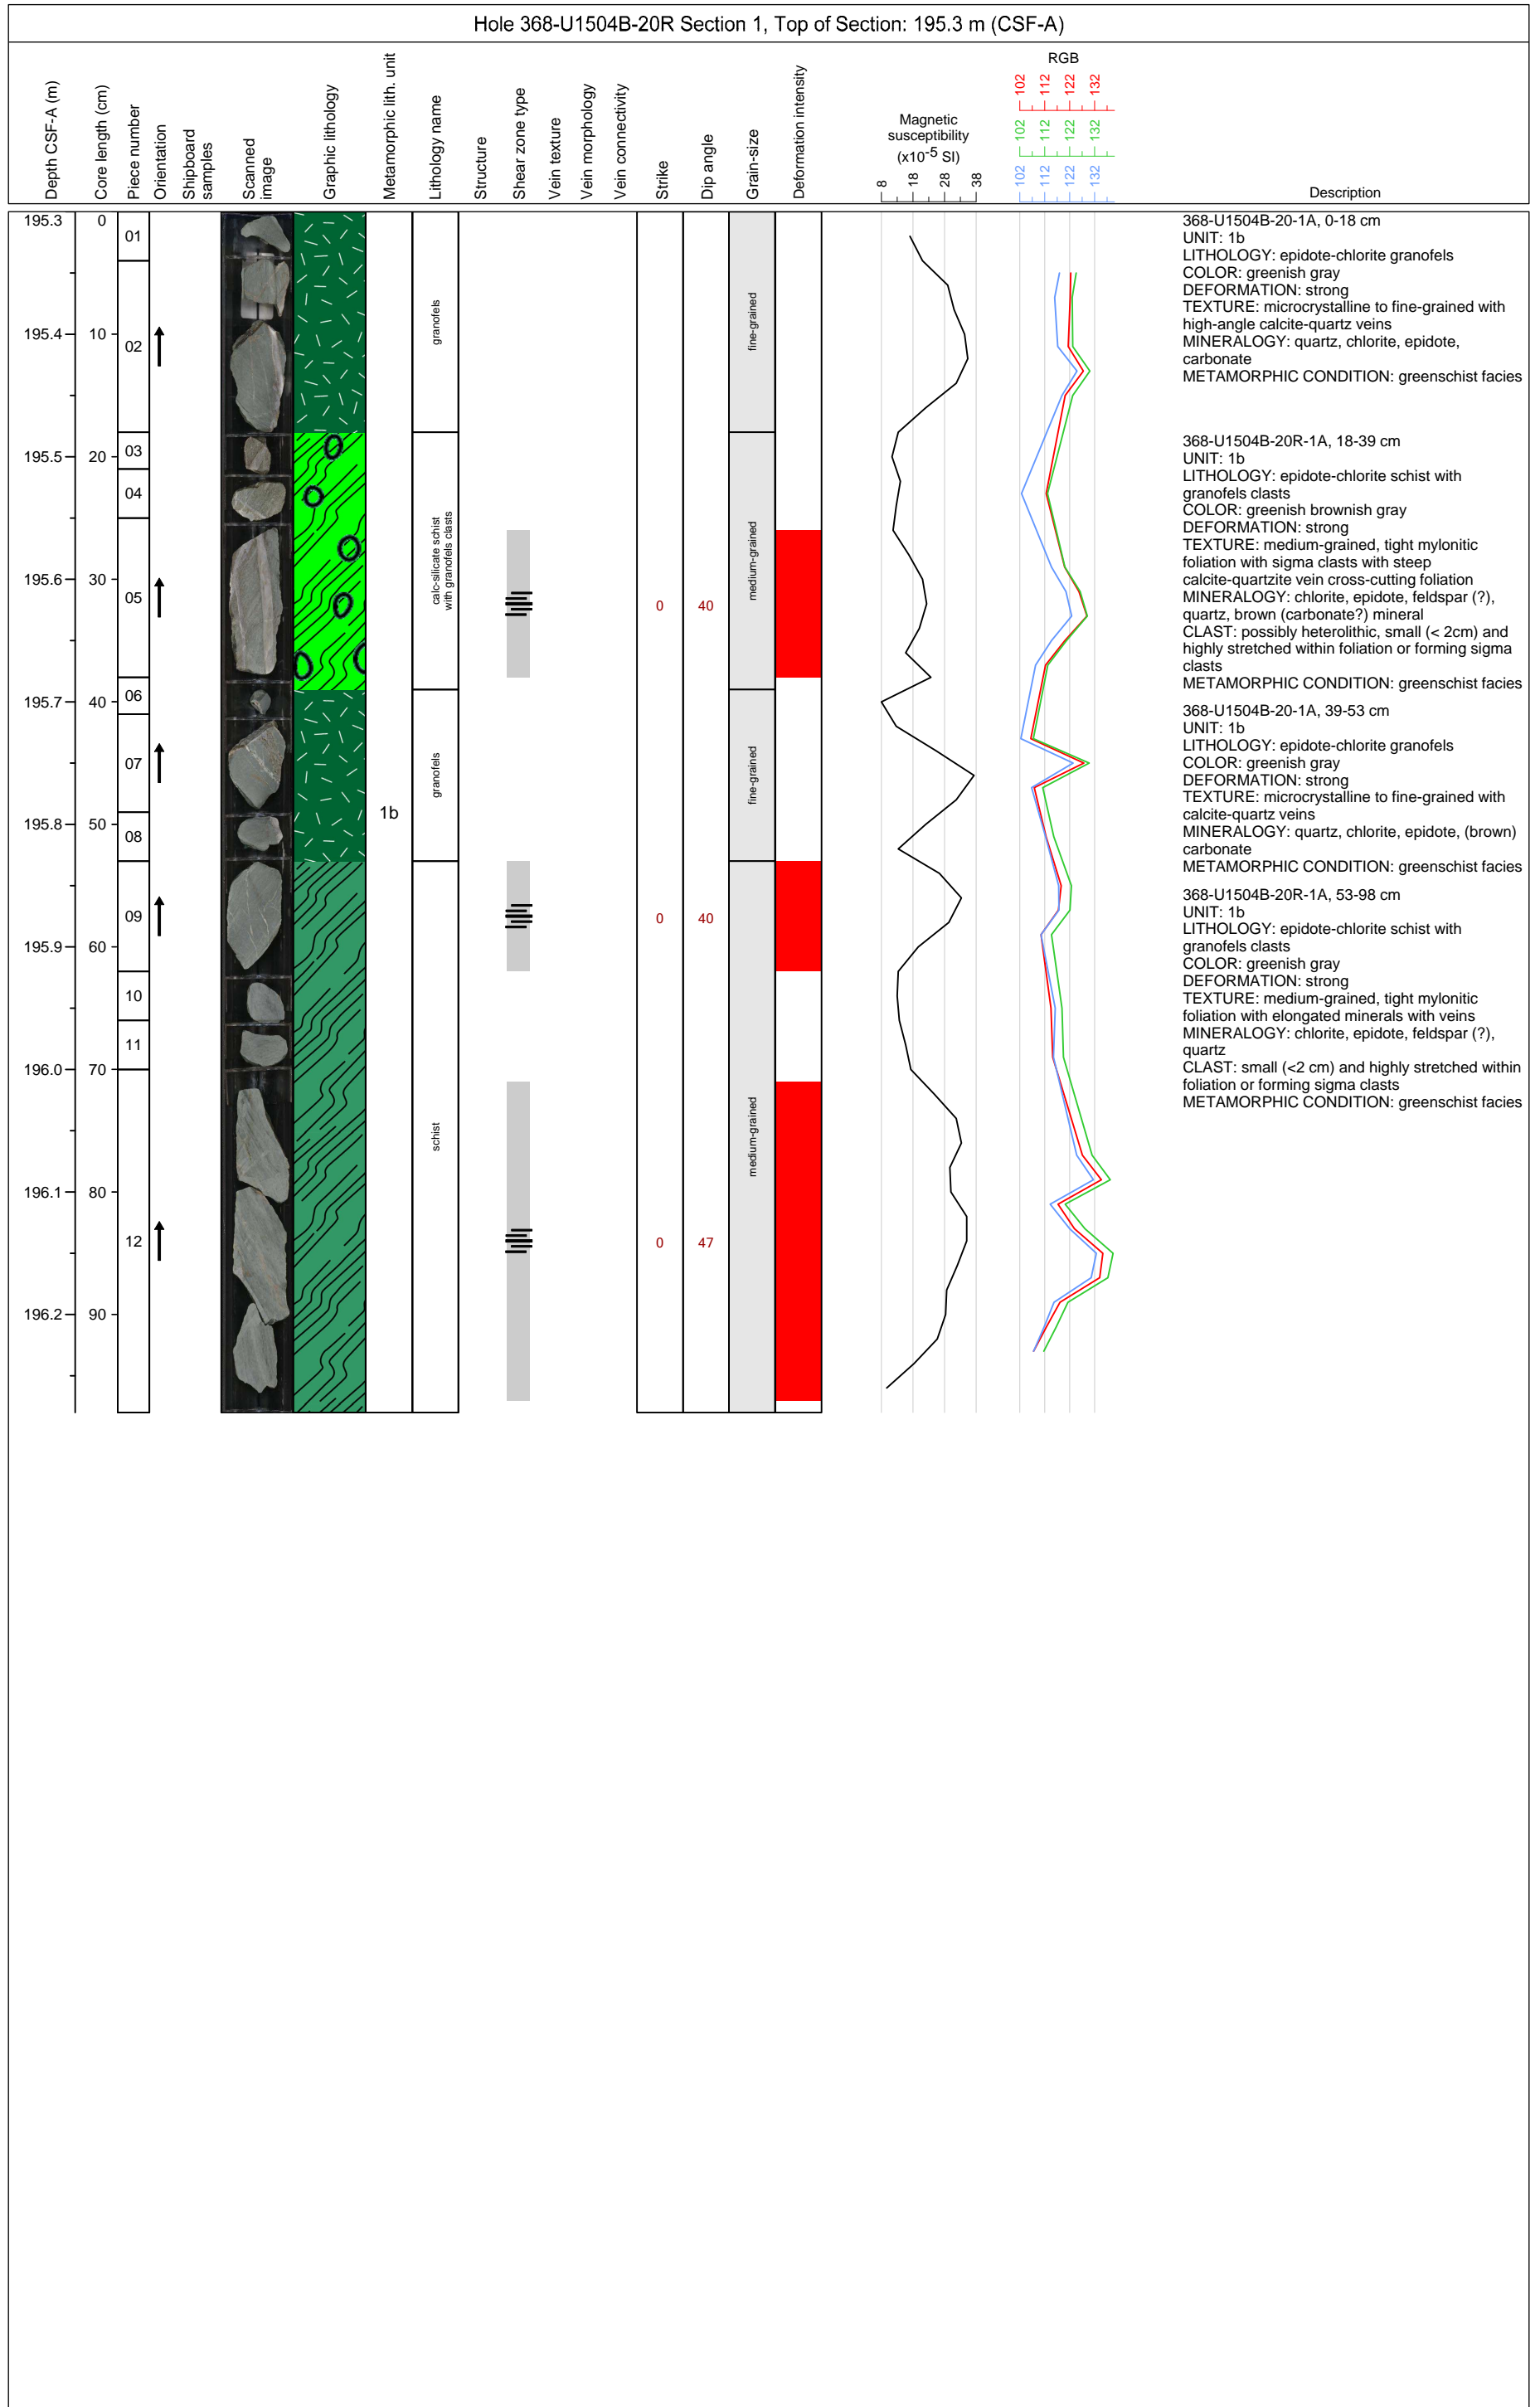 Hole 368-U1504B-20R Section 1, Top of Section: 195.3 m (CSF-A)
Depth CSF-A (m)
Core length (cm)
Piece number
Orientation
Shipboard
samples
Scanned
image
Graphic lithology
Metamorphic lith. unit
Lithology name
Structure
Shear zone type
Vein texture
Vein morphology
Vein connectivity
Strike
Dip angle
Grain-size
Deformation intensity
Magnetic
susceptibility
(x10-5 SI)
8 18 28 38
RGB
102 112 122 132
102 112 122 132
102 112 122 132
Description
195.3
195.4
195.5
195.6
195.7
195.8
195.9
196.0
196.1
196.2
0
10
20
30
40
50
60
70
80
90
01
02
03
04
05
06
07
08
09
10
11
12
1b
granofels
calc-silicate schist
with granofels clasts
granofels
schist
0 40
0 40
0 47
fine-grained
medium-grained
fine-grained
medium-grained
368-U1504B-20-1A, 0-18 cm
UNIT: 1b
LITHOLOGY: epidote-chlorite granofels
COLOR: greenish gray
DEFORMATION: strong
TEXTURE: microcrystalline to fine-grained with
high-angle calcite-quartz veins
MINERALOGY: quartz, chlorite, epidote,
carbonate
METAMORPHIC CONDITION: greenschist facies
368-U1504B-20R-1A, 18-39 cm
UNIT: 1b
LITHOLOGY: epidote-chlorite schist with
granofels clasts
COLOR: greenish brownish gray
DEFORMATION: strong
TEXTURE: medium-grained, tight mylonitic
foliation with sigma clasts with steep
calcite-quartzite vein cross-cutting foliation
MINERALOGY: chlorite, epidote, feldspar (?),
quartz, brown (carbonate?) mineral
CLAST: possibly heterolithic, small (< 2cm) and
highly stretched within foliation or forming sigma
clasts
METAMORPHIC CONDITION: greenschist facies
368-U1504B-20-1A, 39-53 cm
UNIT: 1b
LITHOLOGY: epidote-chlorite granofels
COLOR: greenish gray
DEFORMATION: strong
TEXTURE: microcrystalline to fine-grained with
calcite-quartz veins
MINERALOGY: quartz, chlorite, epidote, (brown)
carbonate
METAMORPHIC CONDITION: greenschist facies
368-U1504B-20R-1A, 53-98 cm
UNIT: 1b
LITHOLOGY: epidote-chlorite schist with
granofels clasts
COLOR: greenish gray
DEFORMATION: strong
TEXTURE: medium-grained, tight mylonitic
foliation with elongated minerals with veins
MINERALOGY: chlorite, epidote, feldspar (?),
quartz
CLAST: small (<2 cm) and highly stretched within
foliation or forming sigma clasts
METAMORPHIC CONDITION: greenschist facies